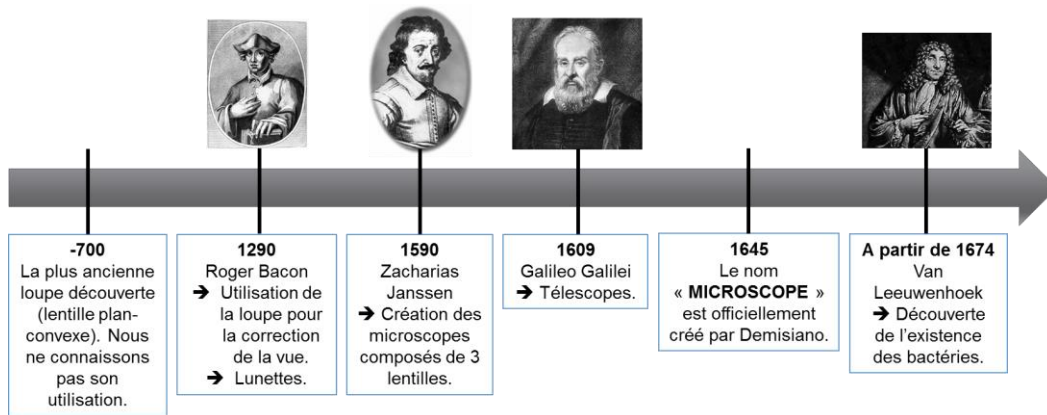 -700
La plus ancienne
loupe découverte
(lentille plan-
convexe). Nous
ne connaissons
pas son
utilisation.
1290
Roger Bacon
➔ Utilisation de
la loupe pour
la correction
de la vue.
➔ Lunettes.
1590
Zacharias
Janssen
➔ Création des
microscopes
composés de 3
lentilles.
1609
Galileo Galilei
➔ Télescopes.
1645
Le nom
« MICROSCOPE »
est officiellement
créé par Demisiano.
A partir de 1674
Van
Leeuwenhoek
➔ Découverte
de l'existence
des bactéries.